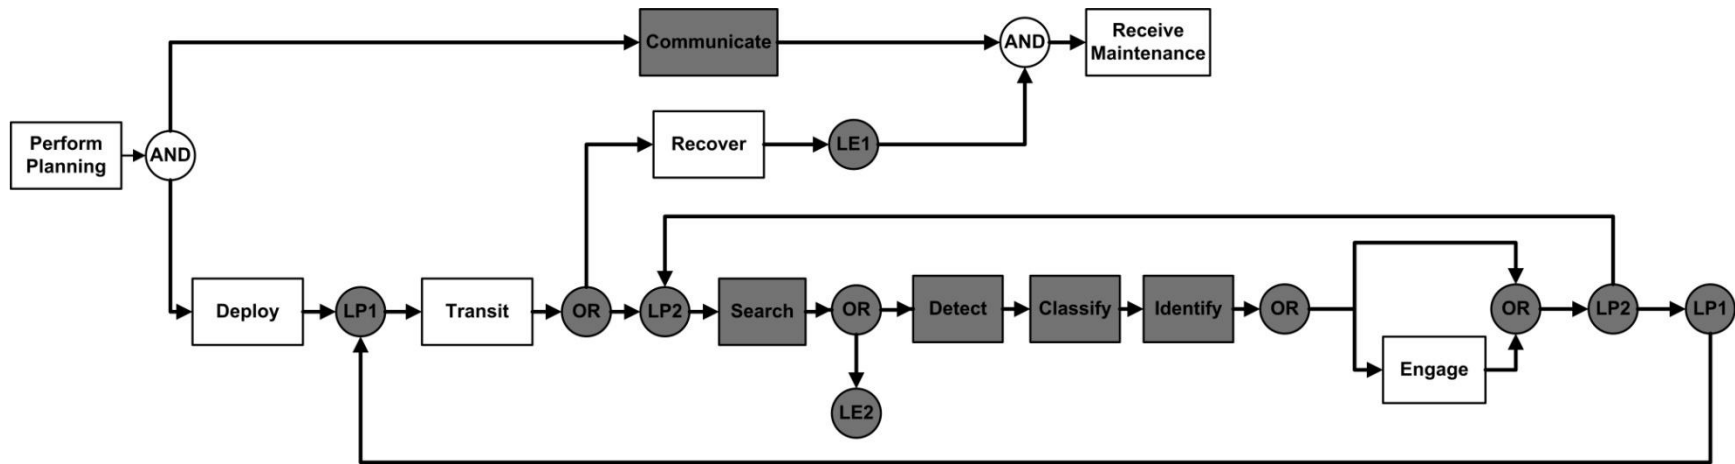 Communicate
AND
Receive
Maintenance
Perform
Planning
AND
Recover
LE1
Deploy
LP1
Transit
OR
LP2
Search
OR
Detect
Classify
Identify
OR
OR
LP2
LP1
Engage
LE2